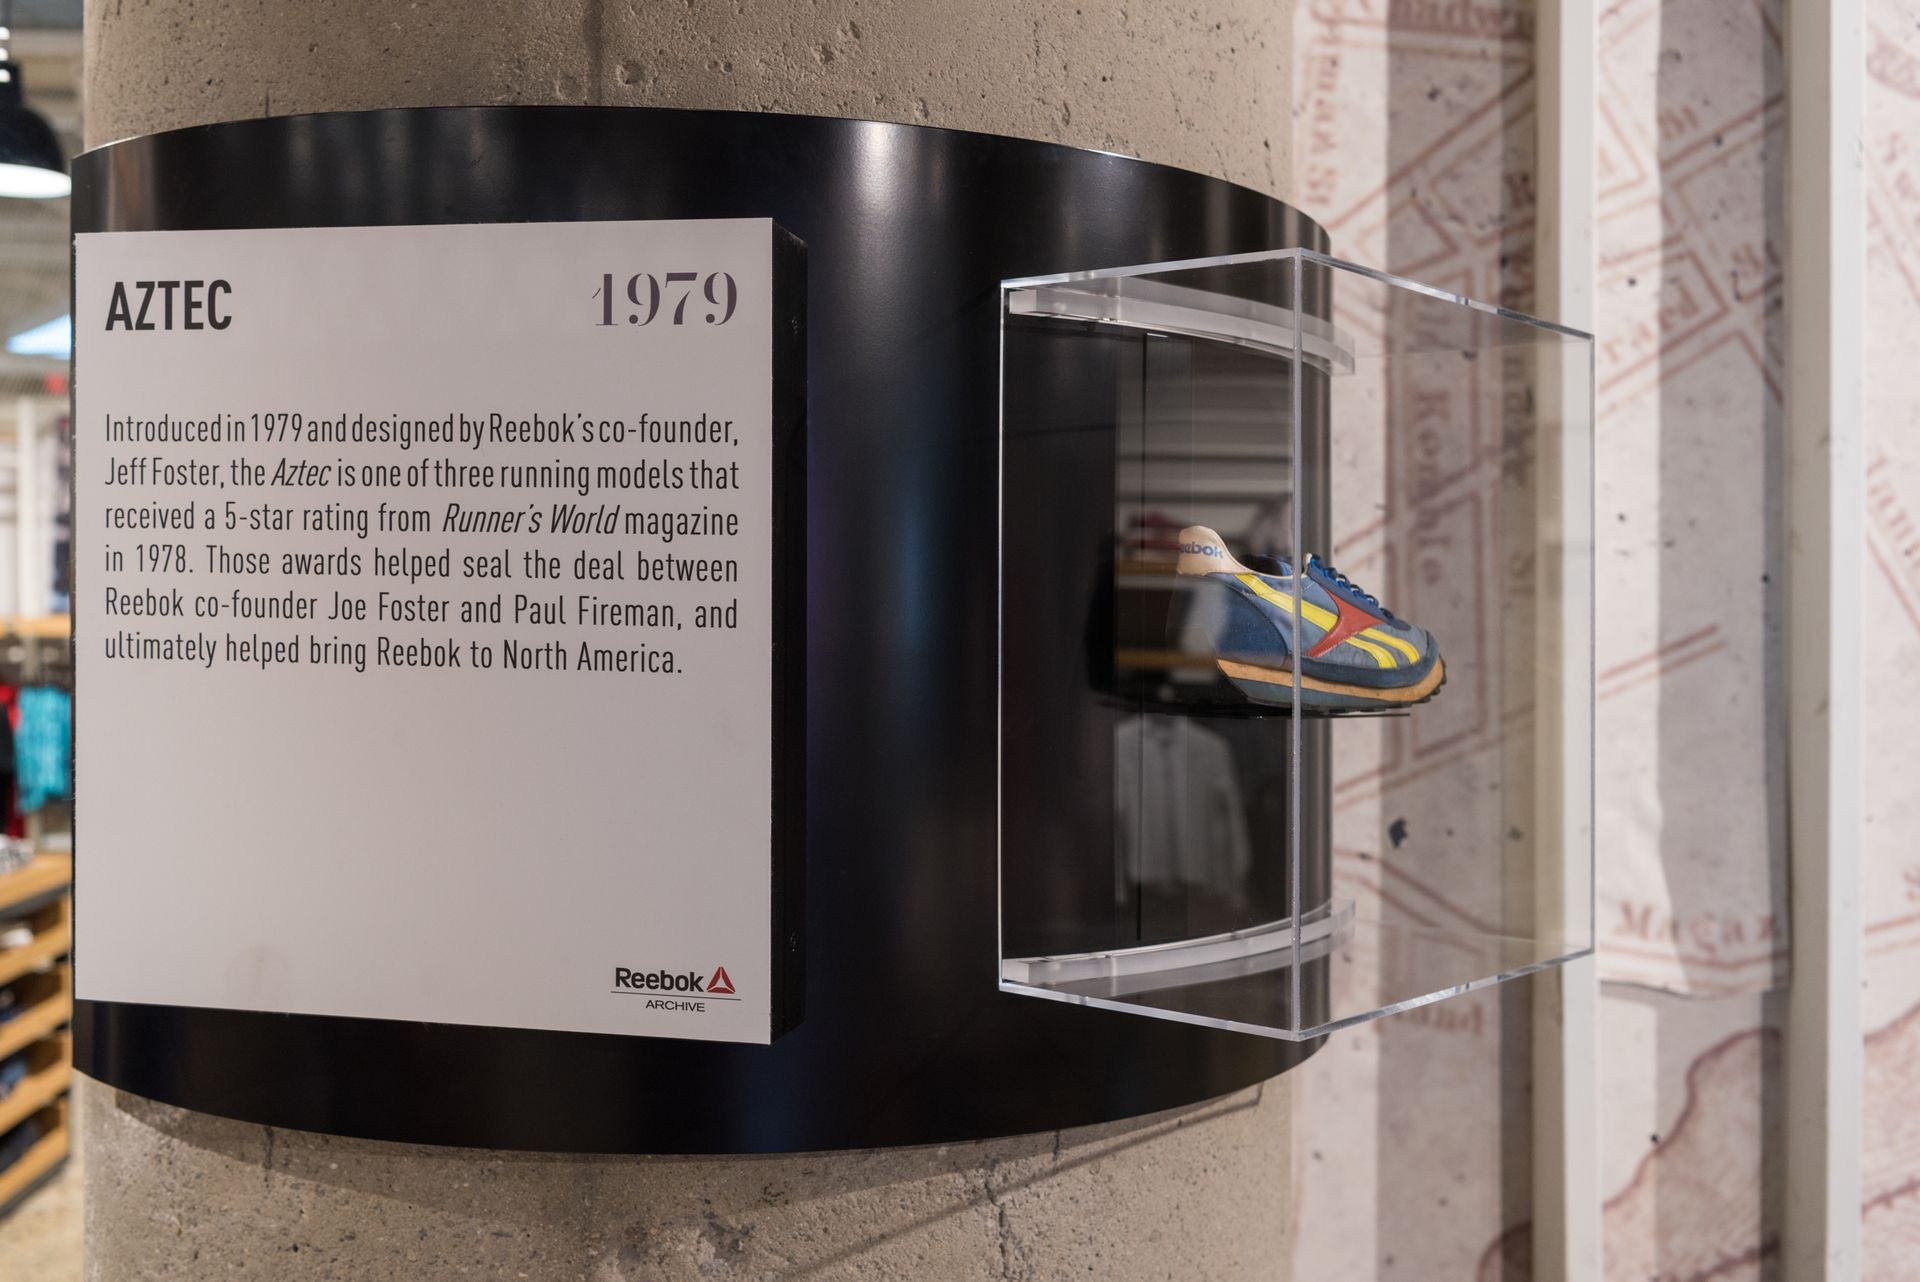 AZTEC 1979
Introduced in 1979 and designed by Reebok's co-founder,
Jeff Foster, the Aztec is one of three running models that
received a 5-star rating from Runner's World magazine
in 1978. Those awards helped seal the deal between
Reebok co-founder Joe Foster and Paul Fireman, and
ultimately helped bring Reebok to North America.
Reebok
ARCHIVE